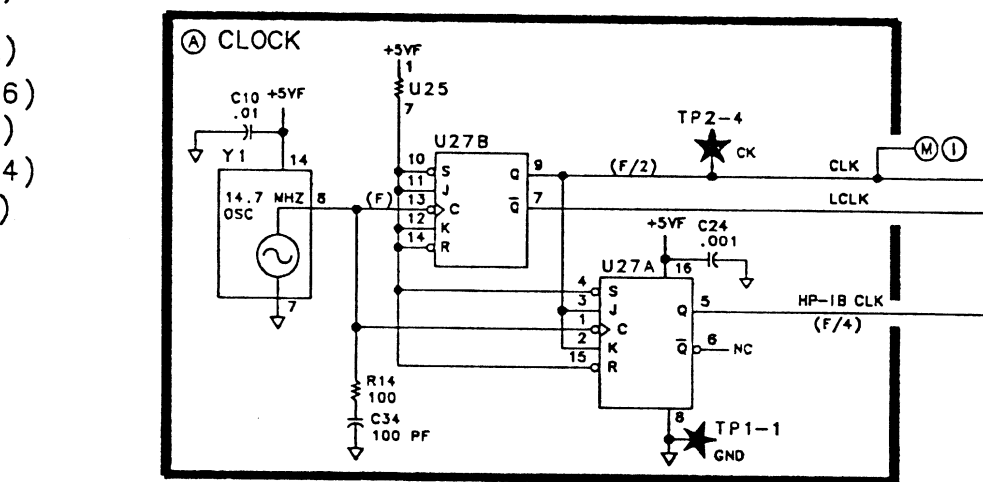 )
6)
)
4)
)
A CLOCK
+5VF
1
U25
7
C10
.01
+5VF
Y1
14
14.7 MHZ
OSC
8
(F)
7
U27B
10 S
11 J
13 C
12 K
14 R
Q 9
Q̅ 7
(F/2)
TP2-4
CK
CLK
M I
LCLK
+5VF
C24
.001
16
U27A
4 S
3 J
1 C
2 K
15 R
Q 5
Q̅ 6
NC
HP-IB CLK
(F/4)
8
TP1-1
GND
R14
100
C34
100 PF